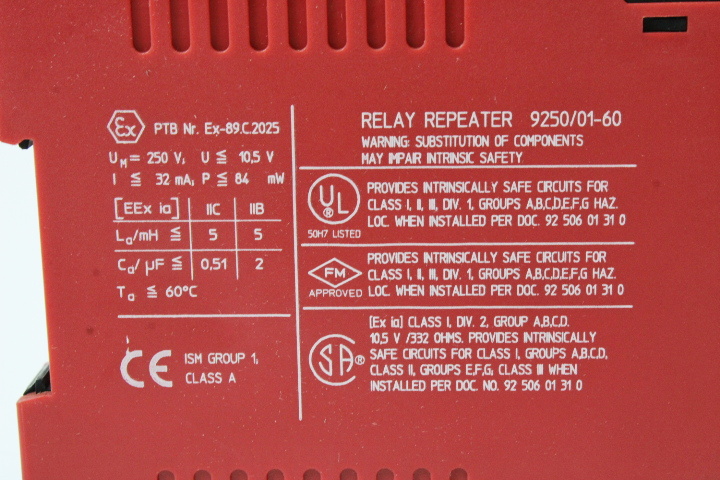 Ex PTB Nr. Ex-89.C.2025
UM = 250 V, U ≦ 10,5 V
I ≦ 32 mA, P ≦ 84 mW
[EEx ia] IIC IIB
La/mH ≦ 5 5
Ca/µF ≦ 0,51 2
Ta ≦ 60°C
CE ISM GROUP 1,
CLASS A
RELAY REPEATER 9250/01-60
WARNING: SUBSTITUTION OF COMPONENTS
MAY IMPAIR INTRINSIC SAFETY
UL ®
50H7 LISTED
PROVIDES INTRINSICALLY SAFE CIRCUITS FOR
CLASS I, II, III, DIV. 1, GROUPS A,B,C,D,E,F,G HAZ.
LOC. WHEN INSTALLED PER DOC. 92 506 01 31 0
FM
APPROVED
PROVIDES INTRINSICALLY SAFE CIRCUITS FOR
CLASS I, II, III, DIV. 1, GROUPS A,B,C,D,E,F,G HAZ.
LOC. WHEN INSTALLED PER DOC. 92 506 01 31 0
SA ®
[Ex ia] CLASS I, DIV. 2, GROUP A,B,C,D.
10,5 V /332 OHMS. PROVIDES INTRINSICALLY
SAFE CIRCUITS FOR CLASS I, GROUPS A,B,C,D,
CLASS II, GROUPS E,F,G, CLASS III WHEN
INSTALLED PER DOC. NO. 92 506 01 31 0